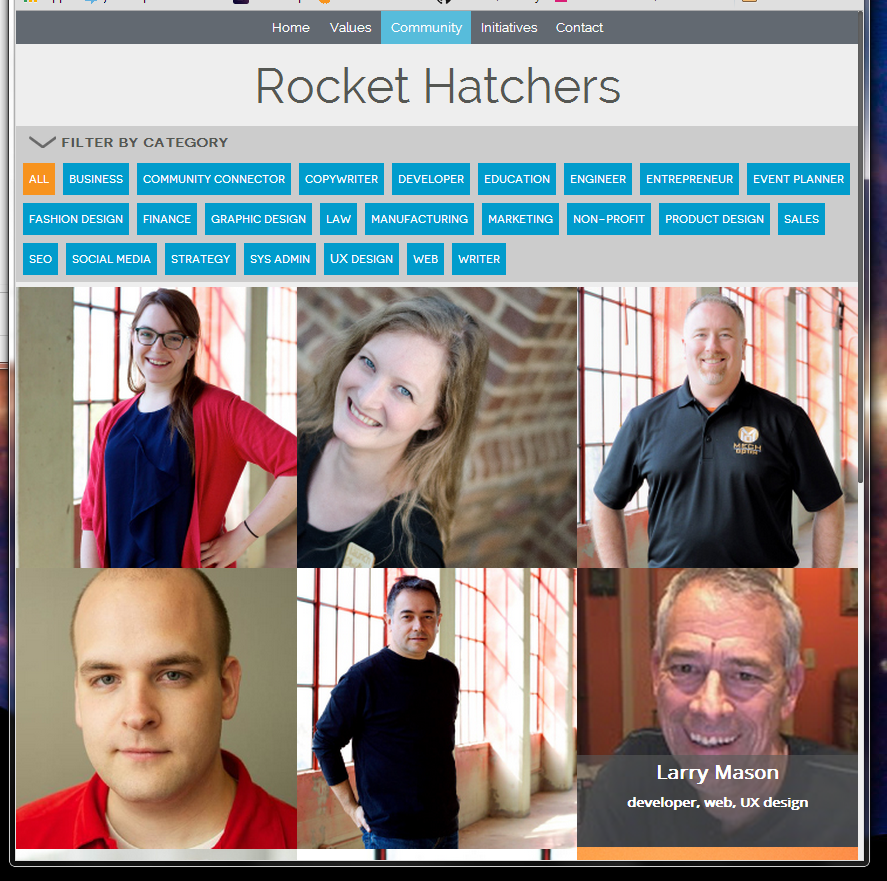 Home Values Community Initiatives Contact
Rocket Hatchers
FILTER BY CATEGORY
ALL BUSINESS COMMUNITY CONNECTOR COPYWRITER DEVELOPER EDUCATION ENGINEER ENTREPRENEUR EVENT PLANNER
FASHION DESIGN FINANCE GRAPHIC DESIGN LAW MANUFACTURING MARKETING NON-PROFIT PRODUCT DESIGN SALES
SEO SOCIAL MEDIA STRATEGY SYS ADMIN UX DESIGN WEB WRITER
MECH
Larry Mason
developer, web, UX design